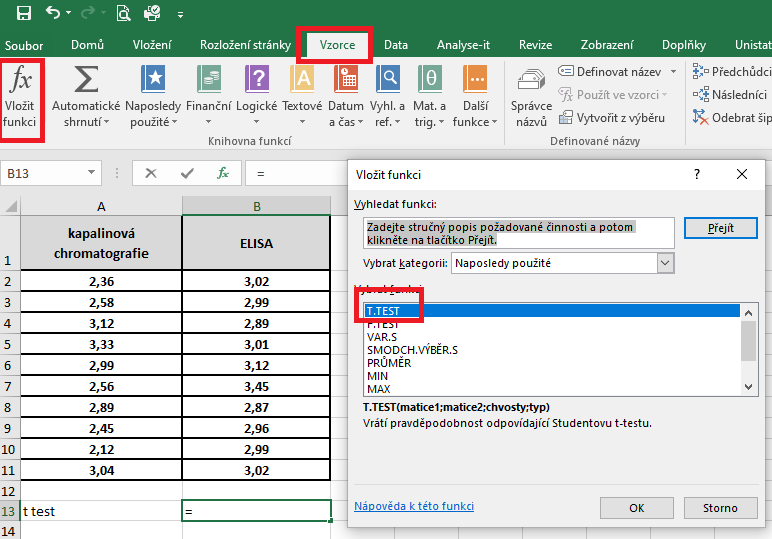 Soubor Domů Vložení Rozložení stránky Vzorce Data Analyse-it Revize Zobrazení Doplňky Unistat
fx Σ A θ
Vložit funkci
Automatické shrnutí
Naposledy použité
Finanční
Logické
Textové
Datum a čas
Vyhl. a ref.
Mat. a trig.
Další funkce
Knihovna funkcí
Správce názvů
Definovat název
Použít ve vzorci
Vytvořit z výběru
Definované názvy
Předchůdci
Následníci
Odebrat šip
B13 fx =
A B
1 kapalinová chromatografie ELISA
2 2,36 3,02
3 2,58 2,99
4 3,12 2,89
5 3,33 3,01
6 2,99 3,12
7 2,56 3,45
8 2,89 2,87
9 2,45 2,96
10 2,12 2,99
11 3,04 3,02
12
13 t test =
14
Vložit funkci ?
Vyhledat funkci:
Zadejte stručný popis požadované činnosti a potom
klikněte na tlačítko Přejít.
Přejít
Vybrat kategorii: Naposledy použité
Vybrat funkci:
T.TEST
F.TEST
VAR.S
SMODCH.VÝBĚR.S
PRŮMĚR
MIN
MAX
T.TEST(matice1;matice2;chvosty;typ)
Vrátí pravděpodobnost odpovídající Studentovu t-testu.
Nápověda k této funkci
OK Storno